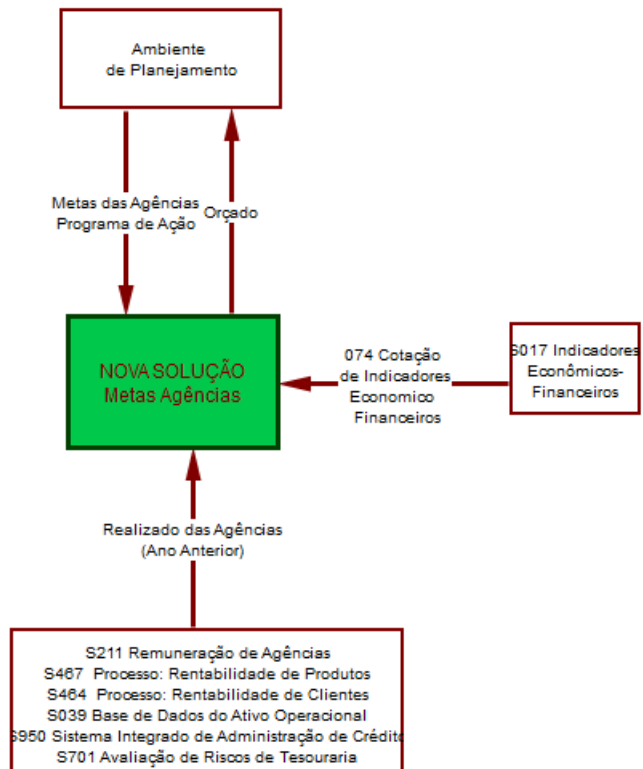 Ambiente
de Planejamento
Metas das Agências
Programa de Ação
Orçado
NOVA SOLUÇÃO
Metas Agências
074 Cotação
de Indicadores
Economico
Financeiros
S017 Indicadores
Econômicos-
Financeiros
Realizado das Agências
(Ano Anterior)
S211 Remuneração de Agências
S467 Processo: Rentabilidade de Produtos
S464 Processo: Rentabilidade de Clientes
S039 Base de Dados do Ativo Operacional
S950 Sistema Integrado de Administração de Crédito
S701 Avaliação de Riscos de Tesouraria